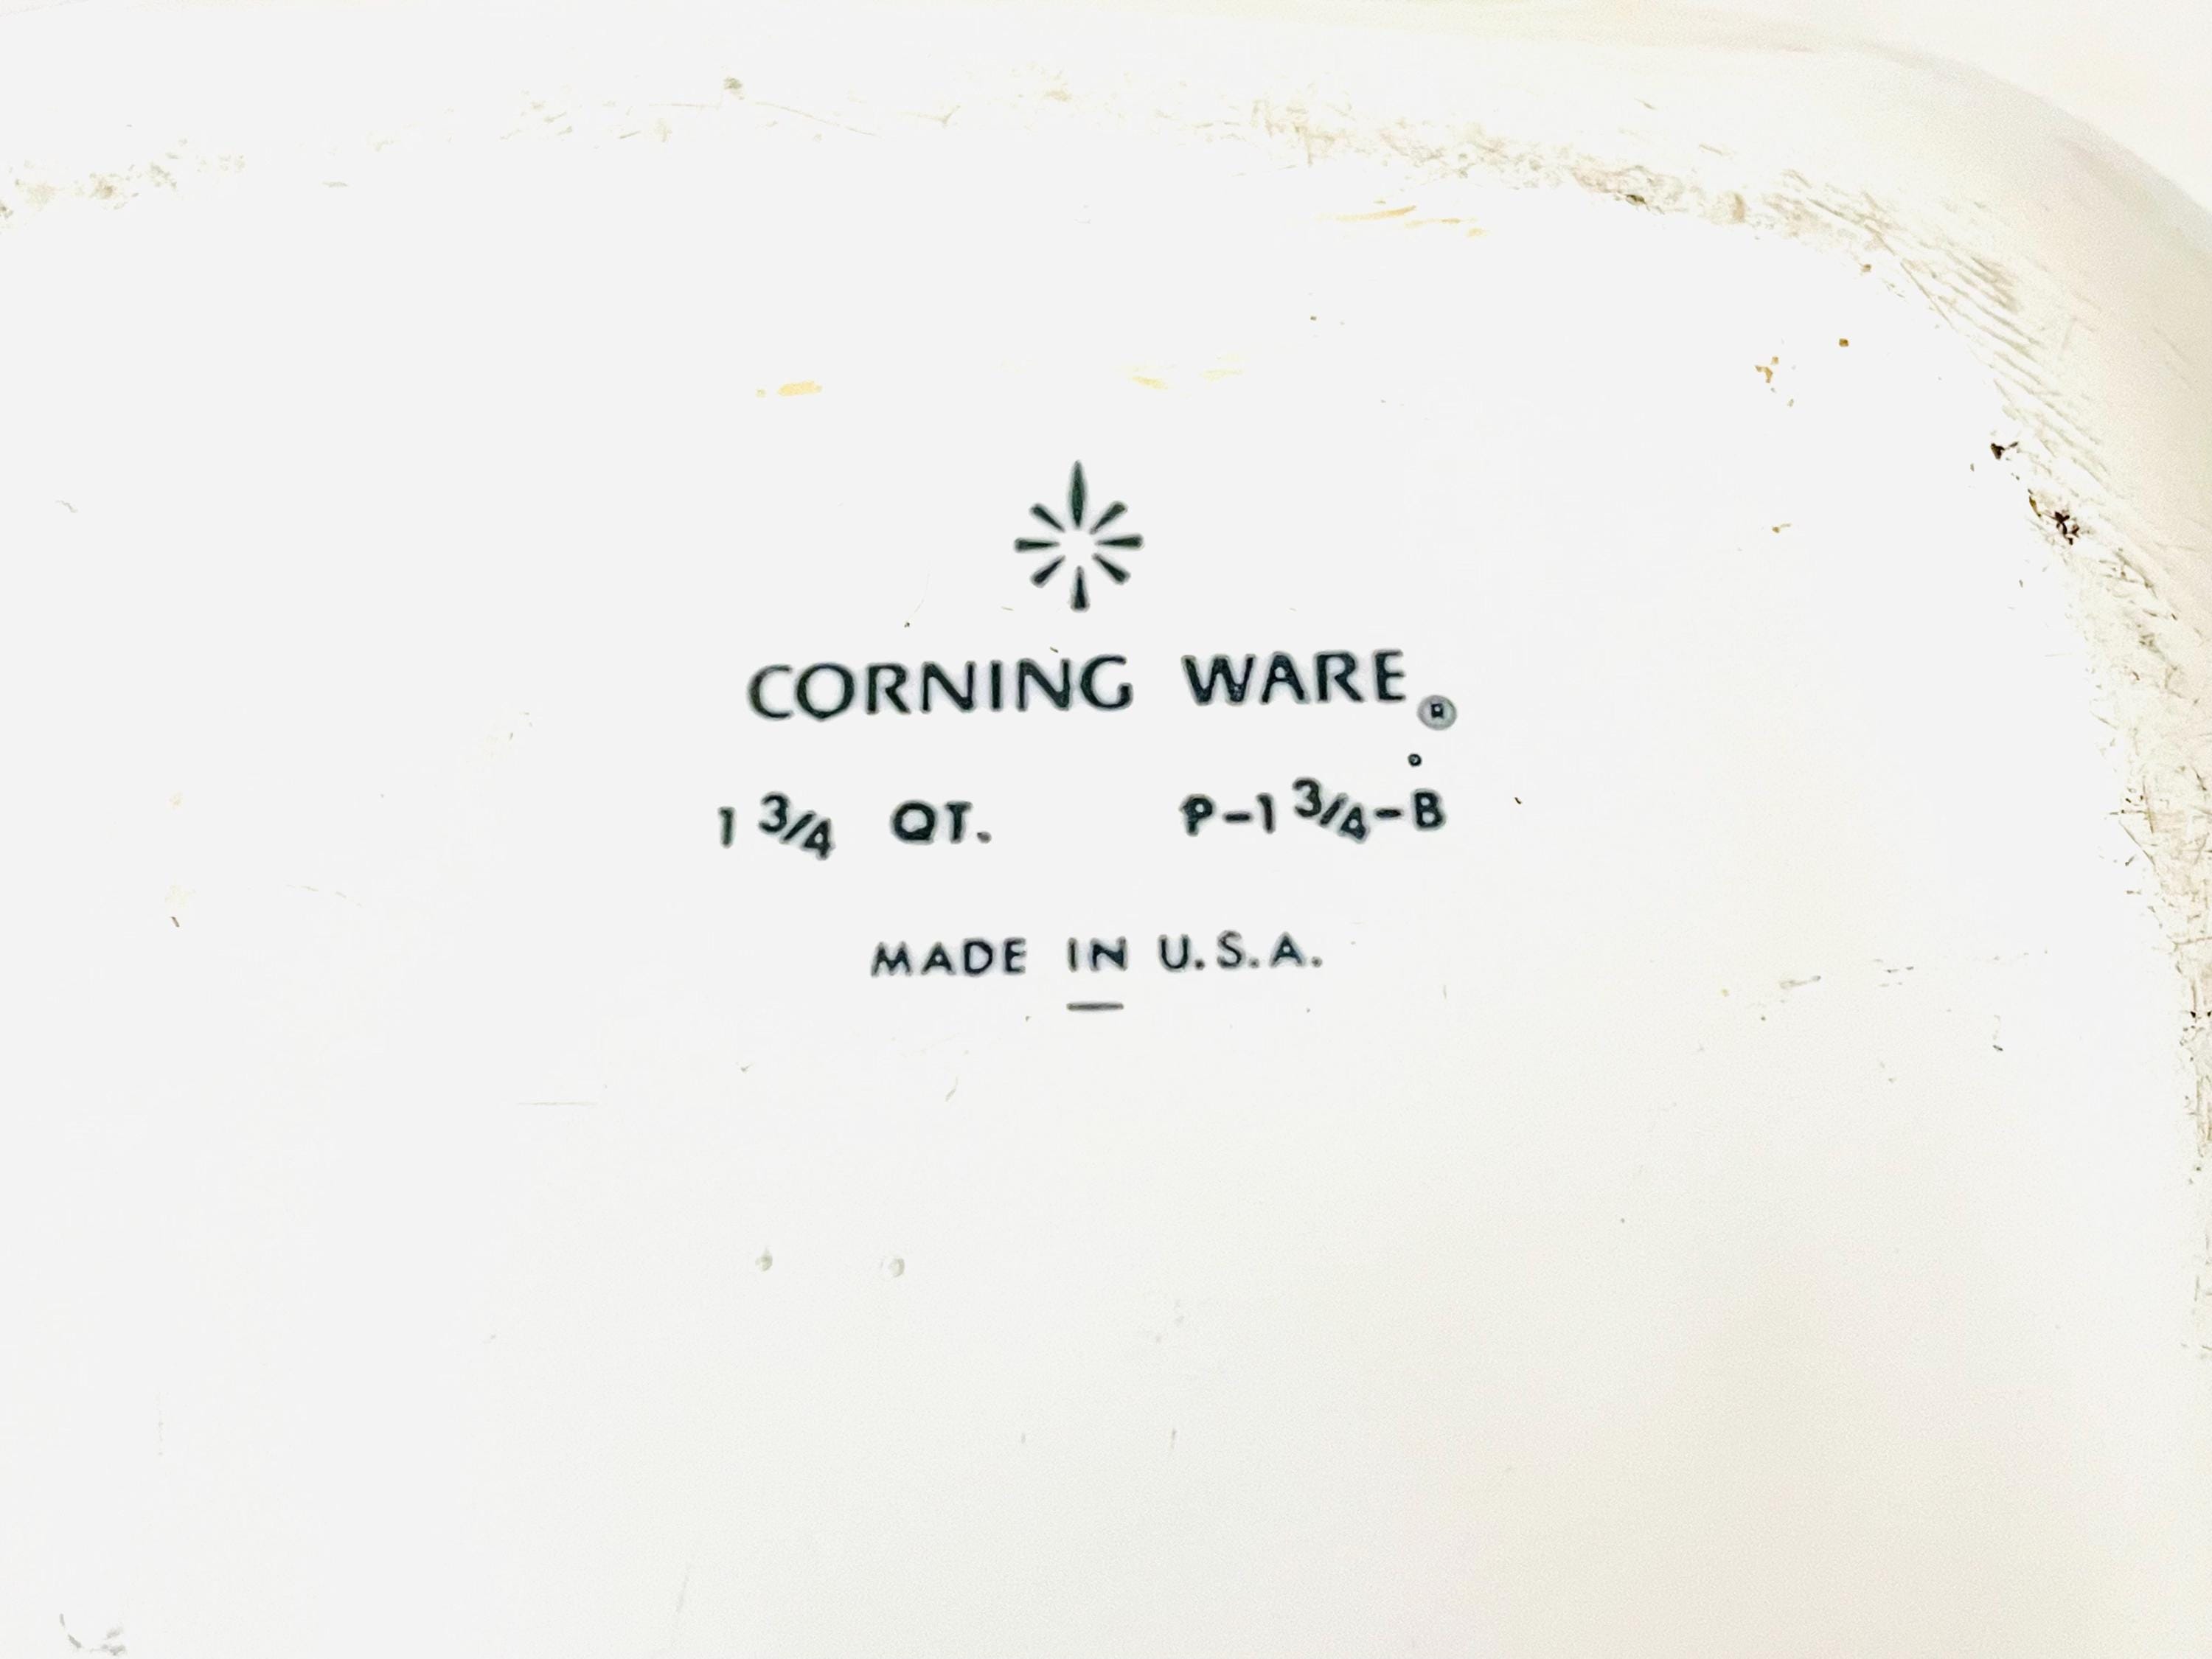 CORNING WARE®
1 3/4 QT. P-1 3/4-B
MADE IN U.S.A.